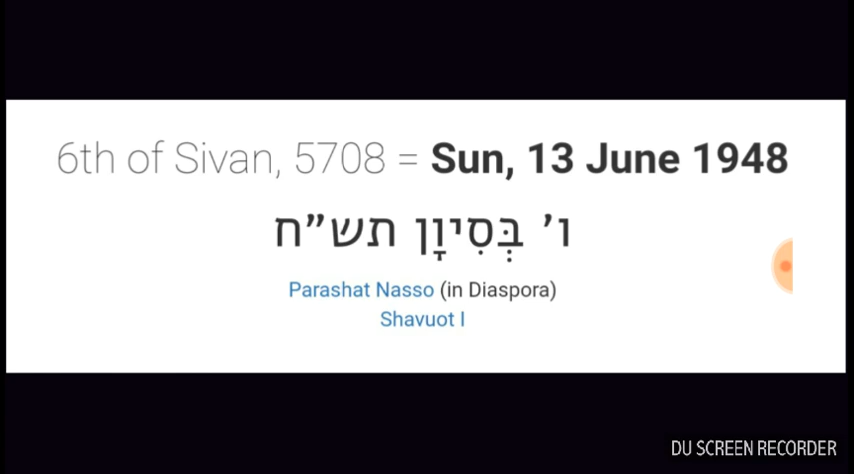 6th of Sivan, 5708 = Sun, 13 June 1948
ו׳ בְּסִיוָן תש״ח
Parashat Nasso (in Diaspora)
Shavuot I
DU SCREEN RECORDER